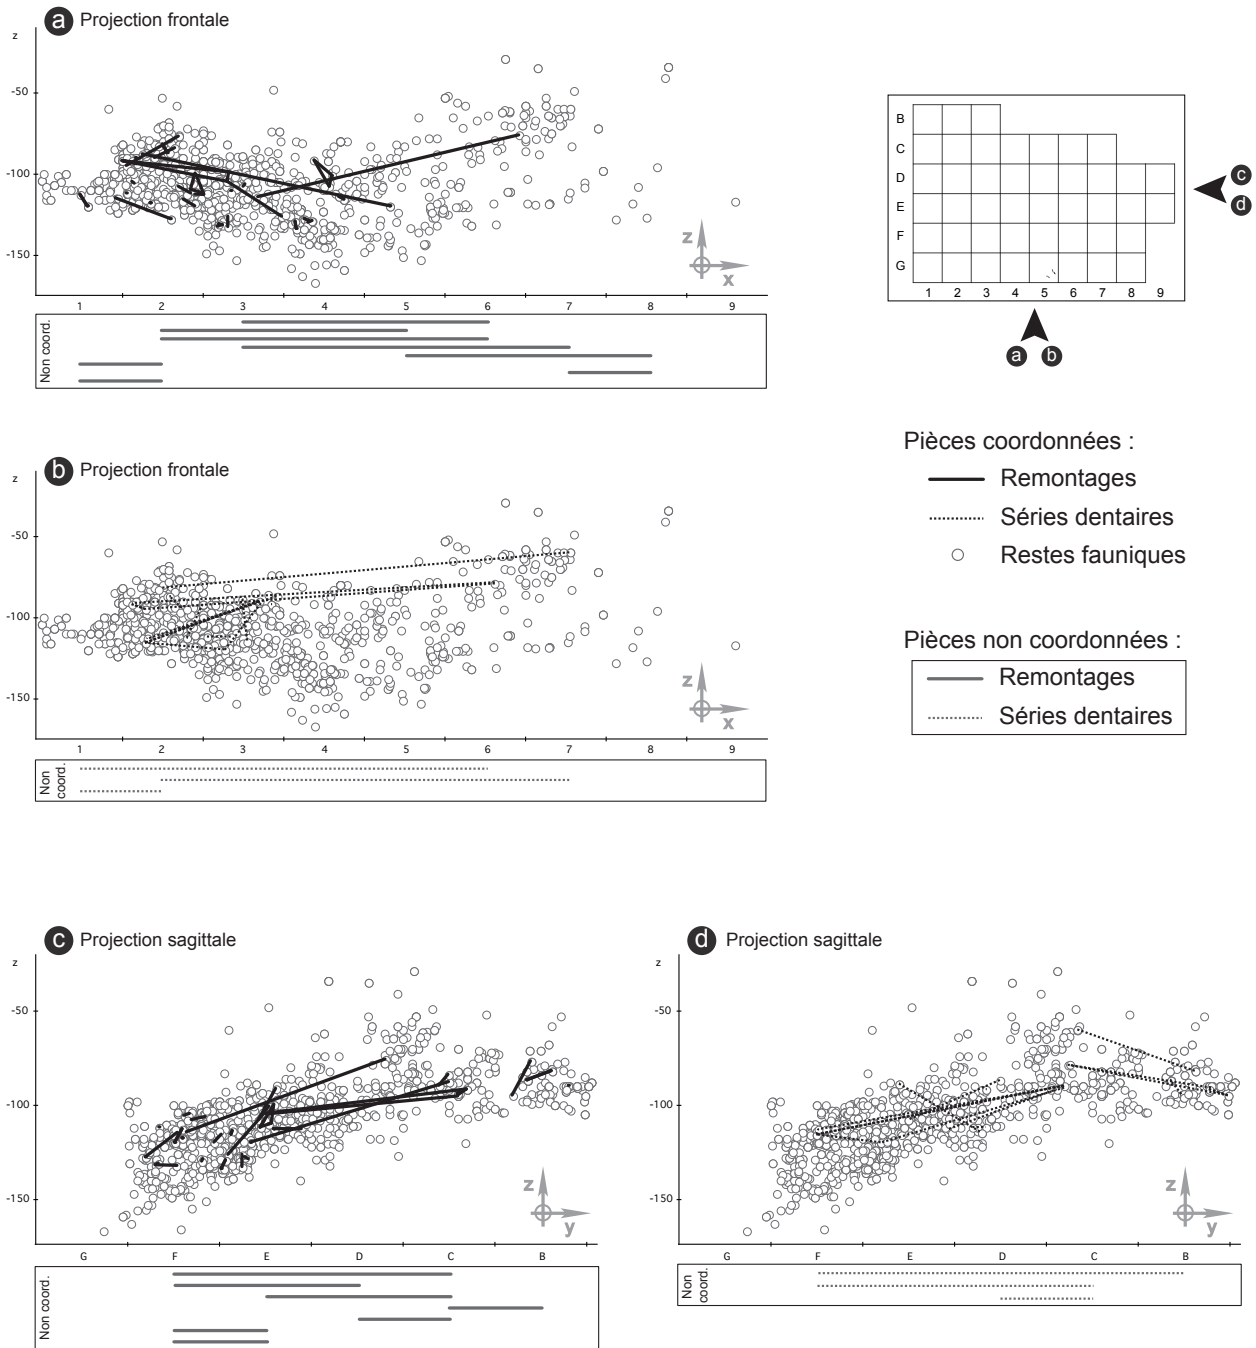 a Projection frontale
z
-50
-100
-150
z
x
1 2 3 4 5 6 7 8 9
Non coord.
B
C
D
E
F
G
1 2 3 4 5 6 7 8 9
c
d
a b
b Projection frontale
z
-50
-100
-150
z
x
1 2 3 4 5 6 7 8 9
Non
coord.
Pièces coordonnées :
Remontages
Séries dentaires
Restes fauniques
Pièces non coordonnées :
Remontages
Séries dentaires
c Projection sagittale
z
-50
-100
-150
z
y
G F E D C B
Non coord.
d Projection sagittale
z
-50
-100
-150
z
y
G F E D C B
Non
coord.